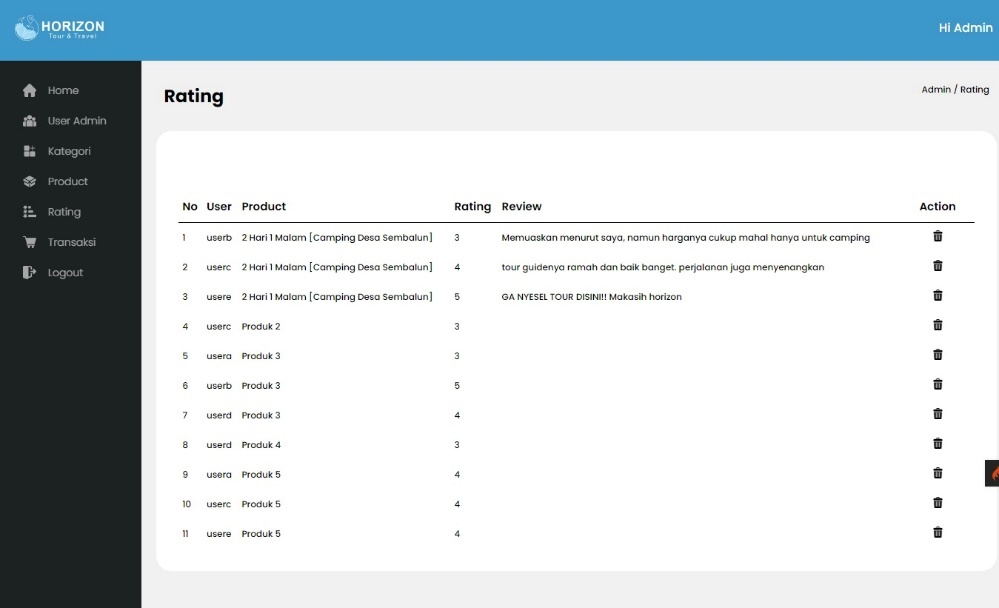 HORIZON
Tour & Travel
Hi Admin
Home
User Admin
Kategori
Product
Rating
Transaksi
Logout
Rating
Admin / Rating
No User Product Rating Review Action
1 userb 2 Hari 1 Malam [Camping Desa Sembalun] 3 Memuaskan menurut saya, namun harganya cukup mahal hanya untuk camping
2 userc 2 Hari 1 Malam [Camping Desa Sembalun] 4 tour guidenya ramah dan baik banget. perjalanan juga menyenangkan
3 usere 2 Hari 1 Malam [Camping Desa Sembalun] 5 GA NYESEL TOUR DISINI!! Makasih horizon
4 userc Produk 2 3
5 usera Produk 3 3
6 userb Produk 3 5
7 userd Produk 3 4
8 userd Produk 4 3
9 usera Produk 5 4
10 userc Produk 5 4
11 usere Produk 5 4